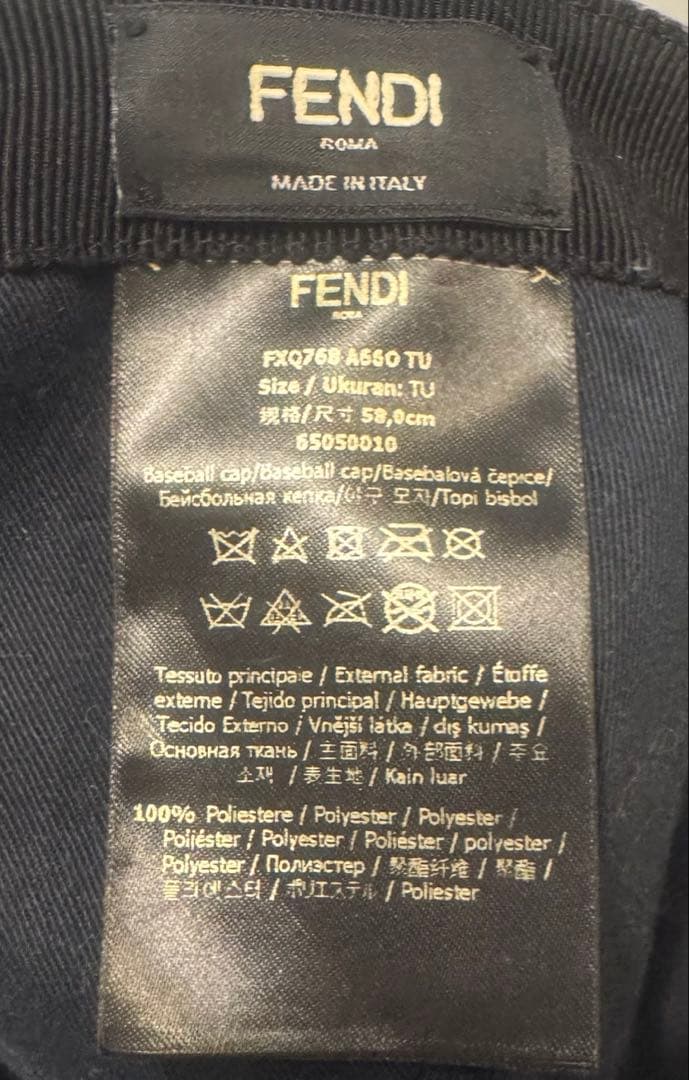 FENDI
ROMA
MADE IN ITALY
FENDI
ROMA
FXQ768 A6SO TU
Size / Ukuran: TU
规格/尺寸 58,0cm
65050010
Baseball cap/Baseball cap/Basebalová čepice/
Бейсбольная кепка/야구 모자/Topi bisbol
Tessuto principale / External fabric / Étoffe
externe / Tejido principal / Hauptgewebe /
Tecido Externo / Vnější látka / dış kumaş /
Основная ткань / 主面料 / 外部面料 / 주요
소재 / 表生地 / Kain luar
100% Poliestere / Polyester / Polyester /
Poliéster / Polyester / Poliéster / polyester /
Polyester / Полиэстер / 聚酯纤维 / 聚酯 /
폴리에스터 / ポリエステル / Poliester